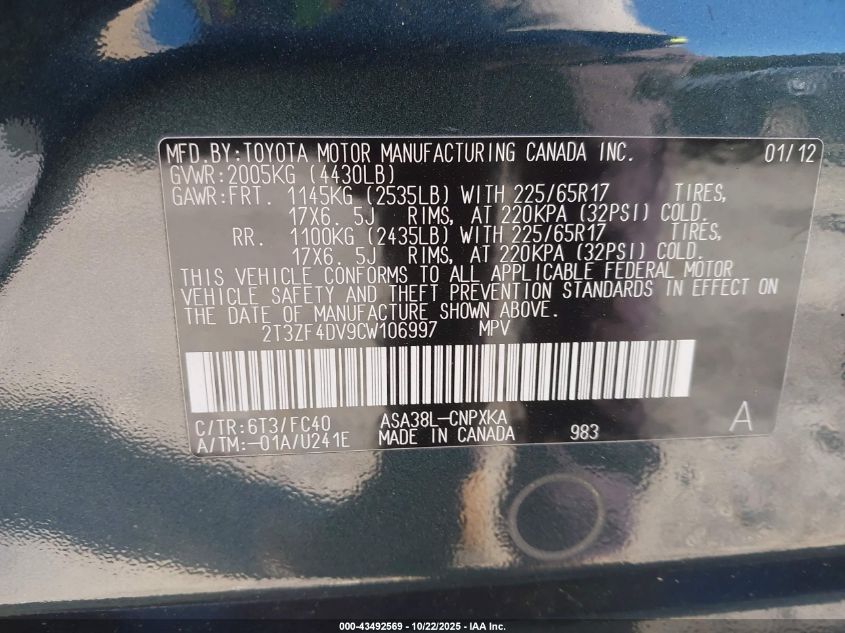 MFD.BY:TOYOTA MOTOR MANUFACTURING CANADA INC. 01/12
GVWR:2005KG (4430LB)
GAWR:FRT. 1145KG (2535LB) WITH 225/65R17 TIRES,
17X6. 5J RIMS, AT 220KPA (32PSI) COLD.
RR. 1100KG (2435LB) WITH 225/65R17 TIRES,
17X6. 5J RIMS, AT 220KPA (32PSI) COLD.
THIS VEHICLE CONFORMS TO ALL APPLICABLE FEDERAL MOTOR
VEHICLE SAFETY AND THEFT PREVENTION STANDARDS IN EFFECT ON
THE DATE OF MANUFACTURE SHOWN ABOVE.
2T3ZF4DV9CW106997 MPV
C/TR:6T3/FC40 ASA38L-CNPXKA
A/TM:-01A/U241E MADE IN CANADA 983 A
000-43492569 - 10/22/2025 - IAA Inc.